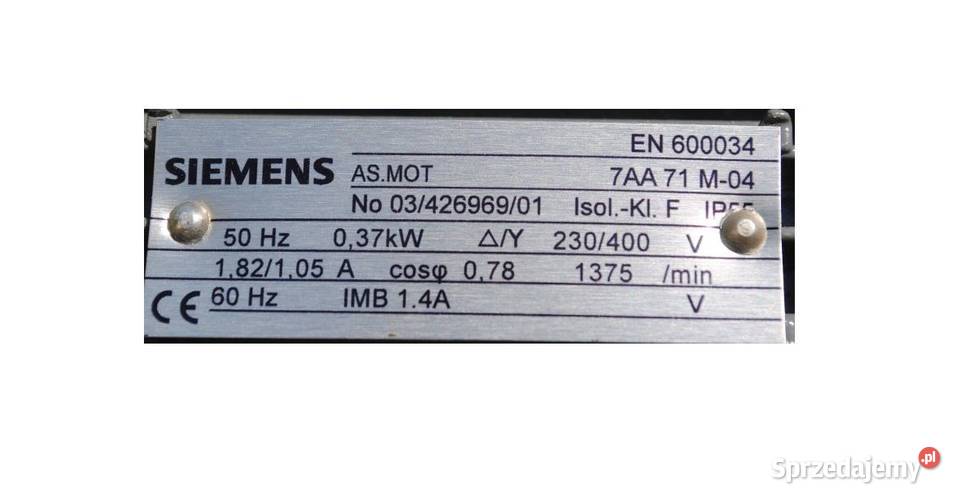 EN 600034
SIEMENS AS.MOT 7AA 71 M-04
No 03/426969/01 Isol.-Kl. F IP55
50 Hz 0,37kW △/Y 230/400 V
1,82/1,05 A cosφ 0,78 1375 /min
CE 60 Hz IMB 1.4A V
Sprzedajemy.pl